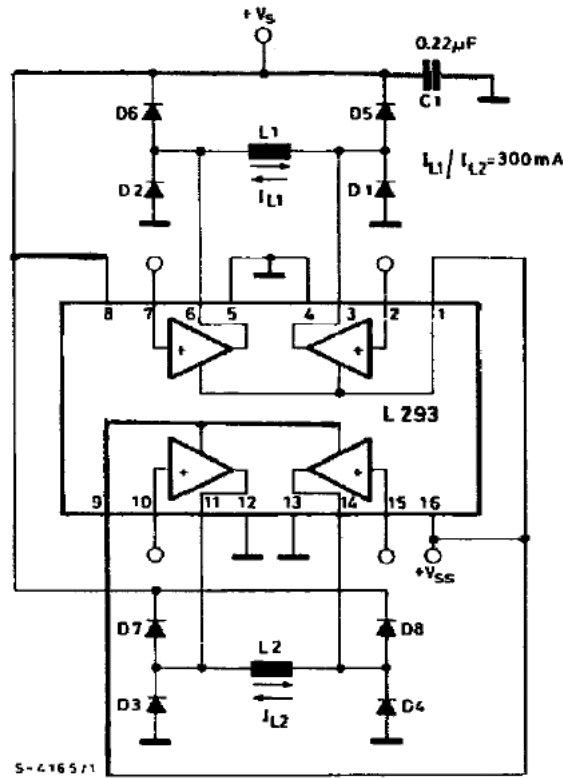 +Vs
0.22µF
C1
D6
L1
D5
D2
IL1
D1
IL1/IL2=300mA
8 7 6 5 4 3 2 1
+ +
L 293
+ +
9 10 11 12 13 14 15 16
+VSS
D7
L2
D8
D3
IL2
D4
S-4165/1